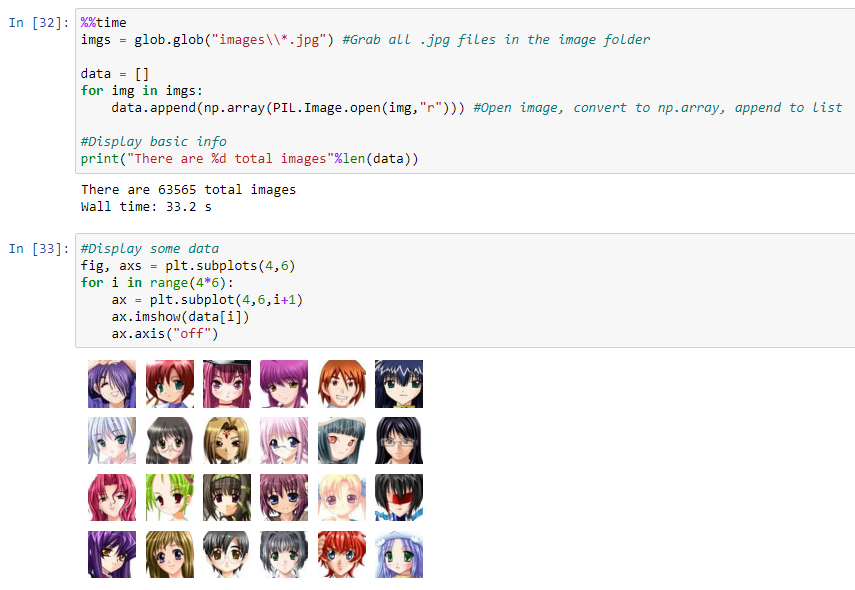 In [32]: %%time
imgs = glob.glob("images\\*.jpg") #Grab all .jpg files in the image folder
data = []
for img in imgs:
    data.append(np.array(PIL.Image.open(img,"r"))) #Open image, convert to np.array, append to list
#Display basic info
print("There are %d total images"%len(data))
There are 63565 total images
Wall time: 33.2 s
In [33]: #Display some data
fig, axs = plt.subplots(4,6)
for i in range(4*6):
    ax = plt.subplot(4,6,i+1)
    ax.imshow(data[i])
    ax.axis("off")